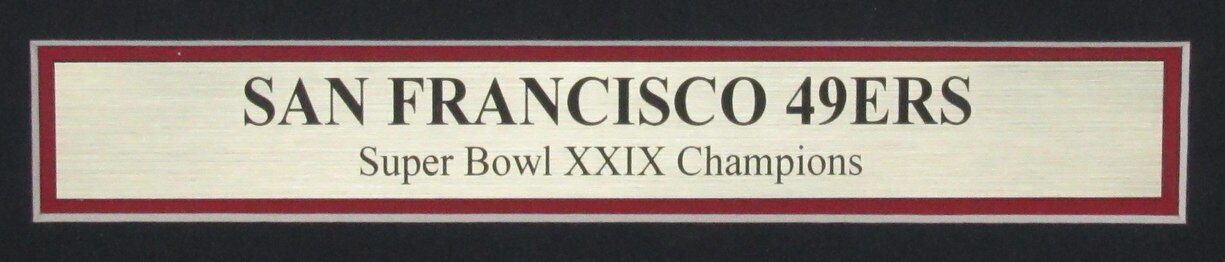 SAN FRANCISCO 49ERS
Super Bowl XXIX Champions